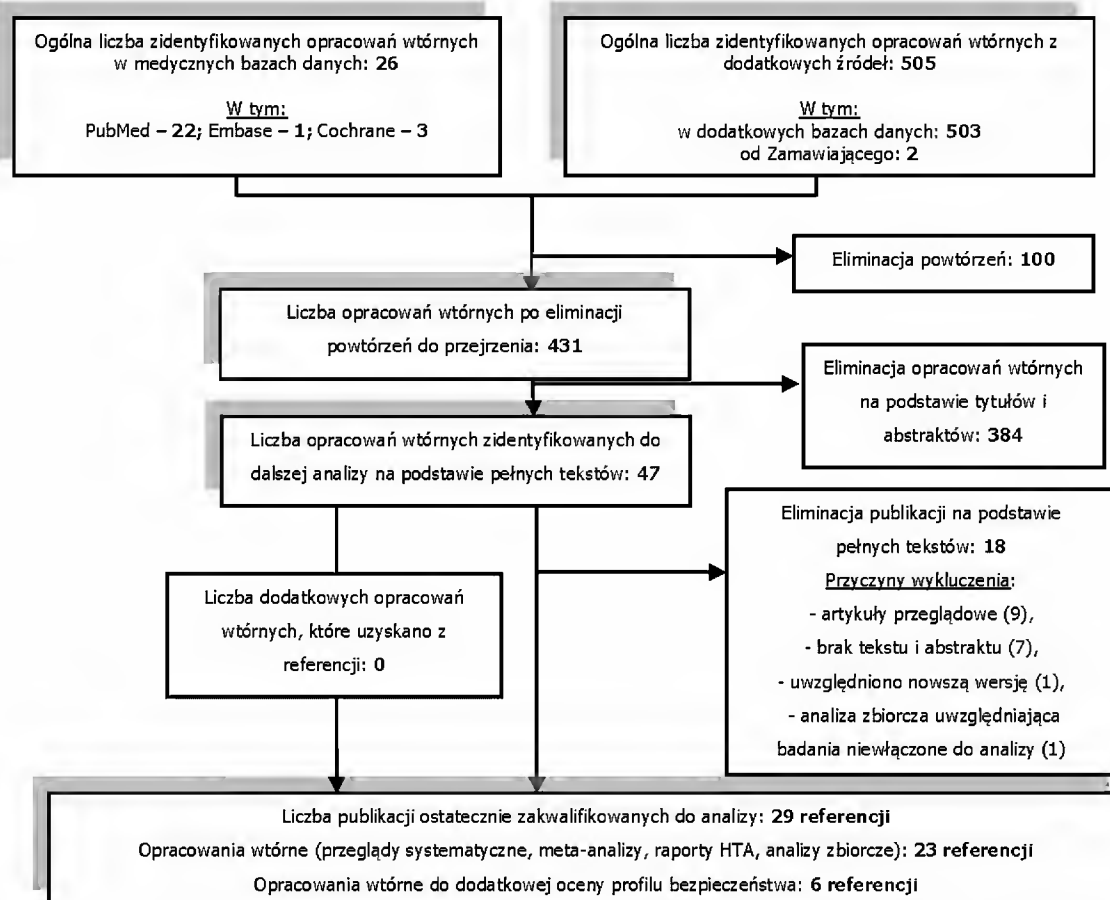 Ogólna liczba zidentyfikowanych opracowań wtórnych
w medycznych bazach danych: 26
W tym:
PubMed – 22; Embase – 1; Cochrane – 3
Ogólna liczba zidentyfikowanych opracowań wtórnych z
dodatkowych źródeł: 505
W tym:
w dodatkowych bazach danych: 503
od Zamawiającego: 2
Eliminacja powtórzeń: 100
Liczba opracowań wtórnych po eliminacji
powtórzeń do przejrzenia: 431
Eliminacja opracowań wtórnych
na podstawie tytułów i
abstraktów: 384
Liczba opracowań wtórnych zidentyfikowanych do
dalszej analizy na podstawie pełnych tekstów: 47
Eliminacja publikacji na podstawie
pełnych tekstów: 18
Przyczyny wykluczenia:
- artykuły przeglądowe (9),
- brak tekstu i abstraktu (7),
- uwzględniono nowszą wersję (1),
- analiza zbiorcza uwzględniająca
badania niewłączone do analizy (1)
Liczba dodatkowych opracowań
wtórnych, które uzyskano z
referencji: 0
Liczba publikacji ostatecznie zakwalifikowanych do analizy: 29 referencji
Opracowania wtórne (przeglądy systematyczne, meta-analizy, raporty HTA, analizy zbiorcze): 23 referencji
Opracowania wtórne do dodatkowej oceny profilu bezpieczeństwa: 6 referencji